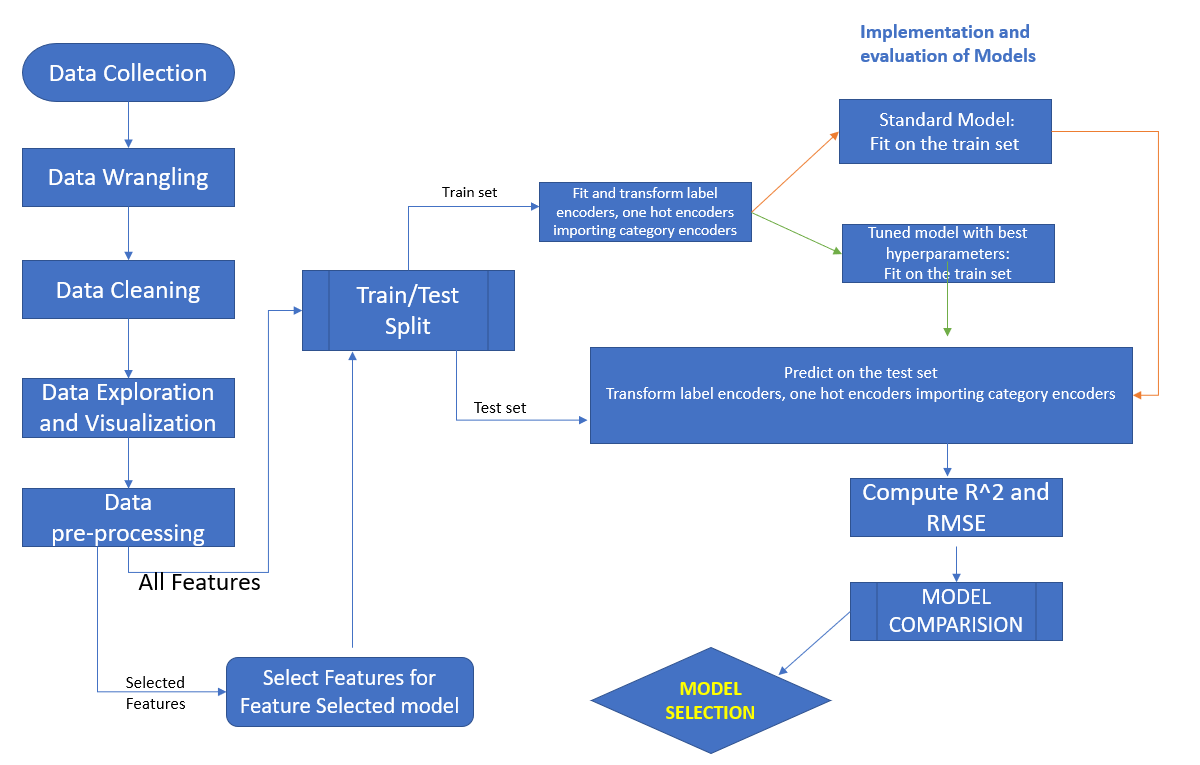 Implementation and
evaluation of Models
Data Collection
Data Wrangling
Data Cleaning
Data Exploration
and Visualization
Data
pre-processing
All Features
Selected
Features
Select Features for
Feature Selected model
Train/Test
Split
Train set
Test set
Fit and transform label
encoders, one hot encoders
importing category encoders
Standard Model:
Fit on the train set
Tuned model with best
hyperparameters:
Fit on the train set
Predict on the test set
Transform label encoders, one hot encoders importing category encoders
Compute R^2 and
RMSE
MODEL
COMPARISION
MODEL
SELECTION